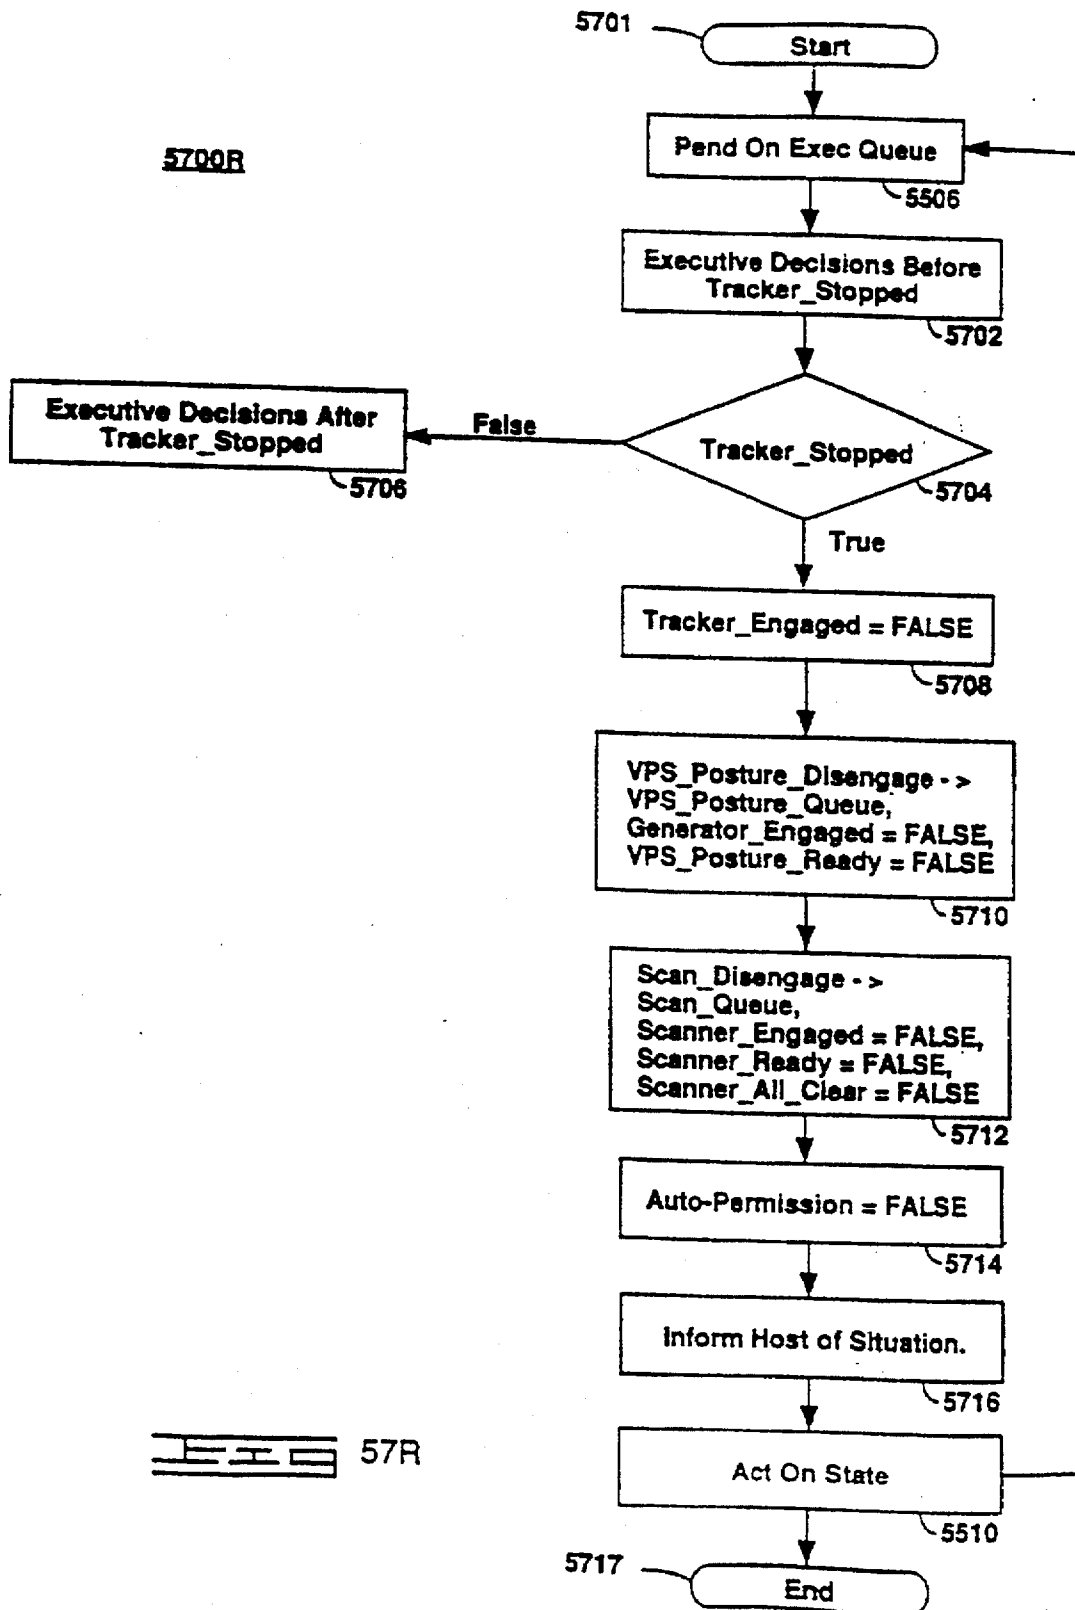 5701
Start
5700R
Pend On Exec Queue
5506
Executive Decisions Before
Tracker_Stopped
5702
Executive Decisions After
Tracker_Stopped
5706
False
Tracker_Stopped
5704
True
Tracker_Engaged = FALSE
5708
VPS_Posture_Disengage - >
VPS_Posture_Queue,
Generator_Engaged = FALSE,
VPS_Posture_Ready = FALSE
5710
Scan_Disengage - >
Scan_Queue,
Scanner_Engaged = FALSE,
Scanner_Ready = FALSE,
Scanner_All_Clear = FALSE
5712
Auto-Permission = FALSE
5714
Inform Host of Situation.
5716
FIG 57R
Act On State
5510
5717
End